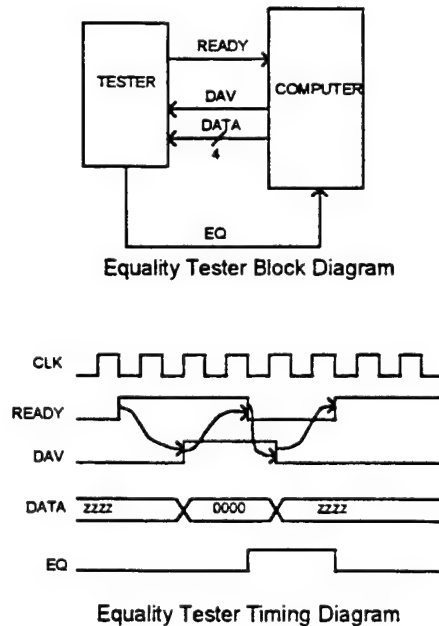 READY
TESTER
COMPUTER
DAV
DATA
4
EQ
Equality Tester Block Diagram
CLK
READY
DAV
DATA zzzz 0000 zzzz
EQ
Equality Tester Timing Diagram